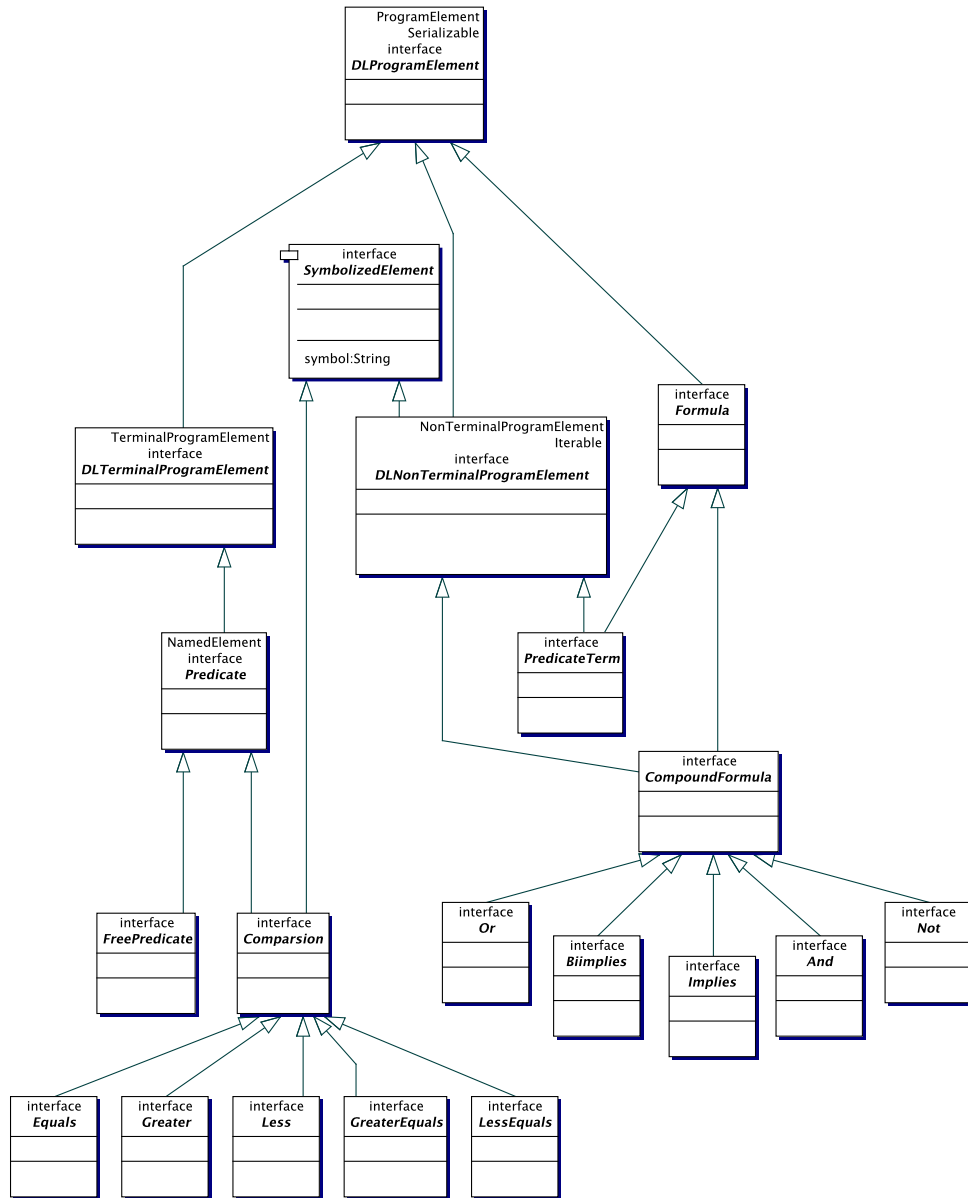 ProgramElement
Serializable
interface
DLProgramElement
interface
SymbolizedElement
symbol:String
interface
Formula
TerminalProgramElement
interface
DLTerminalProgramElement
NonTerminalProgramElement
Iterable
interface
DLNonTerminalProgramElement
NamedElement
interface
Predicate
interface
PredicateTerm
interface
CompoundFormula
interface
FreePredicate
interface
Comparsion
interface
Or
interface
Biimplies
interface
Implies
interface
And
interface
Not
interface
Equals
interface
Greater
interface
Less
interface
GreaterEquals
interface
LessEquals